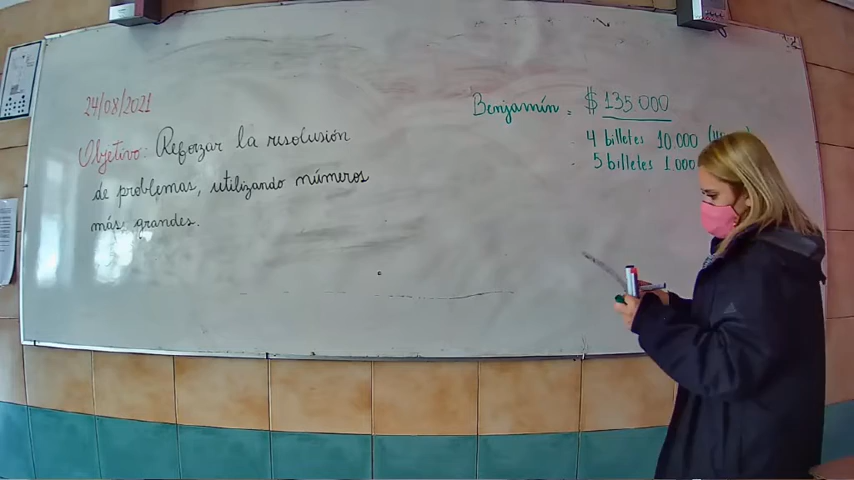 24/08/2021
Objetivo: Reforzar la resolusión
de problemas, utilizando números
más grandes.
Benjamín = $ 135.000
4 billetes 10.000
5 billetes 1.000